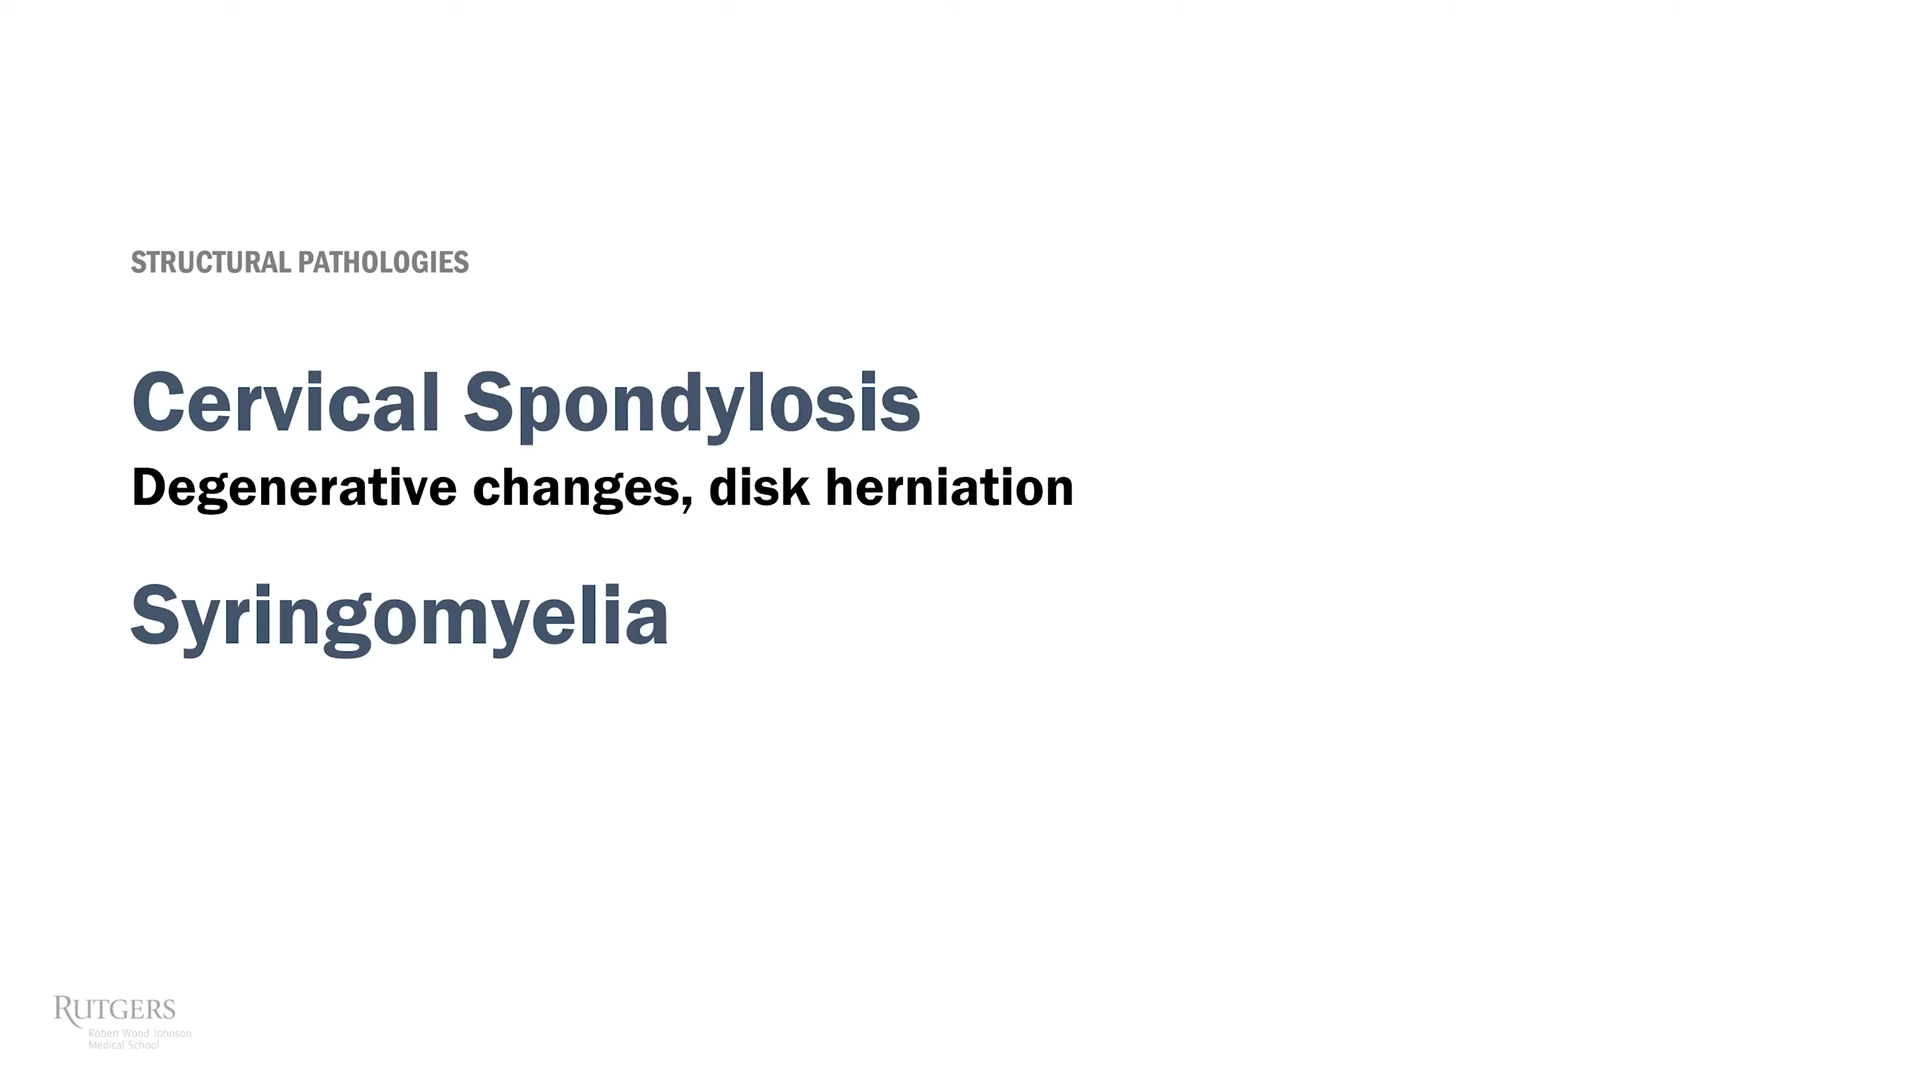 STRUCTURAL PATHOLOGIES
Cervical Spondylosis
Degenerative changes, disk herniation
Syringomyelia
RUTGERS
Robert Wood Johnson
Medical School